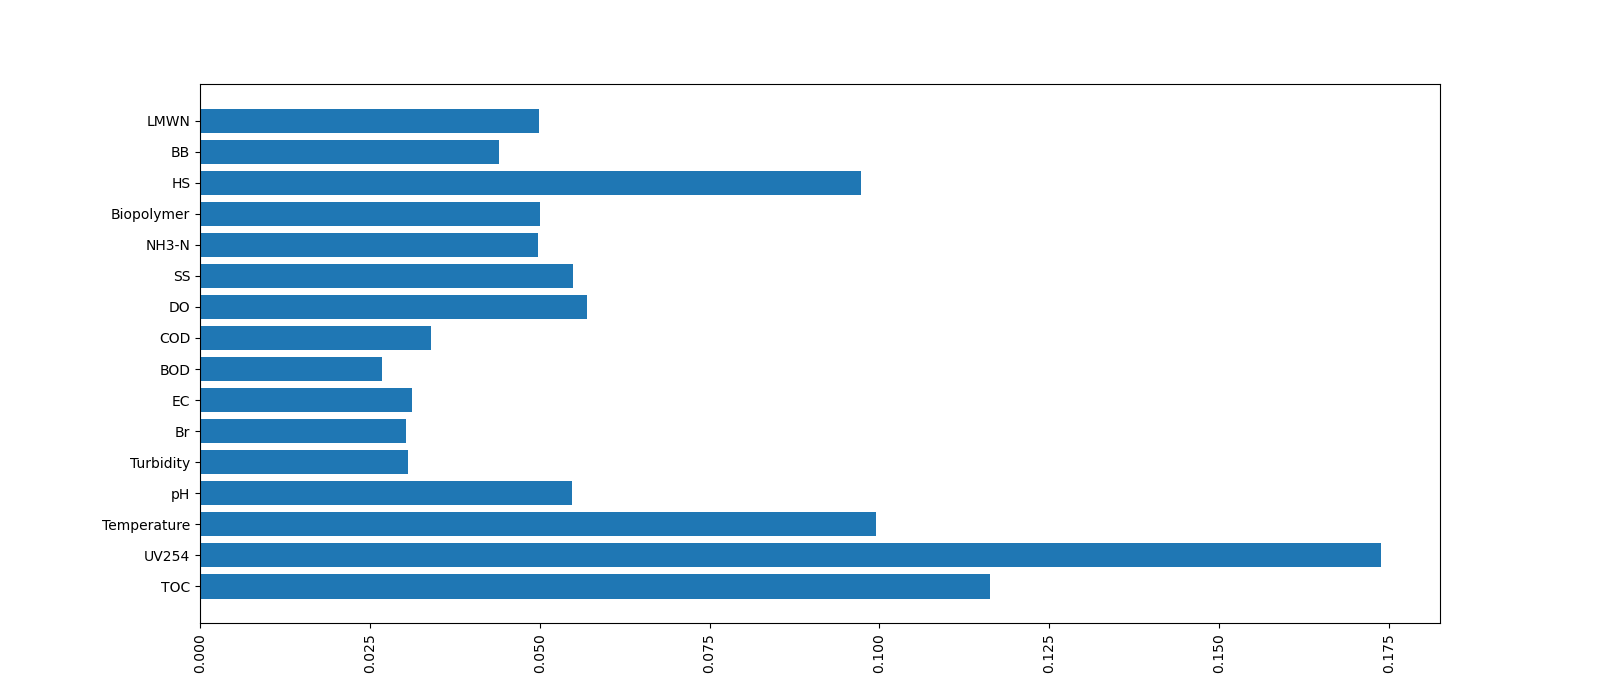 LMWN
BB
HS
Biopolymer
NH3-N
SS
DO
COD
BOD
EC
Br
Turbidity
pH
Temperature
UV254
TOC
0.000
0.025
0.050
0.075
0.100
0.125
0.150
0.175